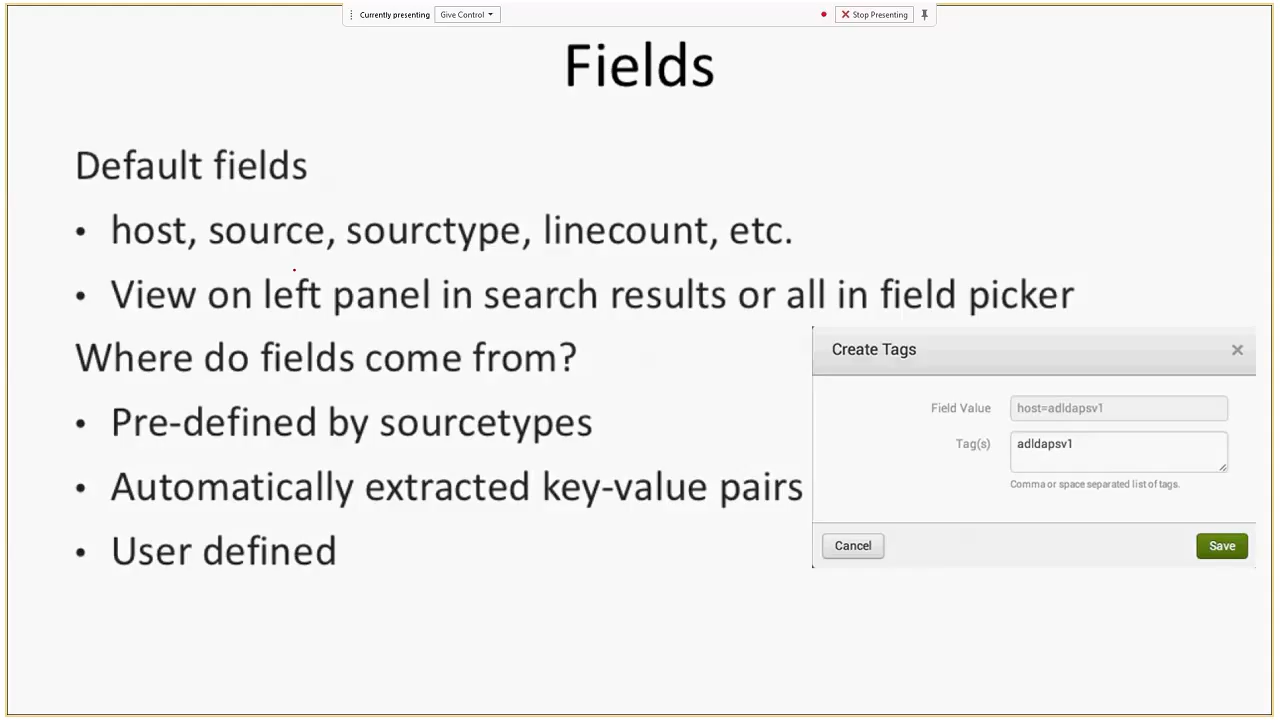 Currently presenting Give Control Stop Presenting
Fields
Default fields
• host, source, sourctype, linecount, etc.
• View on left panel in search results or all in field picker
Where do fields come from?
• Pre-defined by sourcetypes
• Automatically extracted key-value pairs
• User defined
Create Tags
Field Value host=adldapsv1
Tag(s) adldapsv1
Comma or space separated list of tags.
Cancel Save